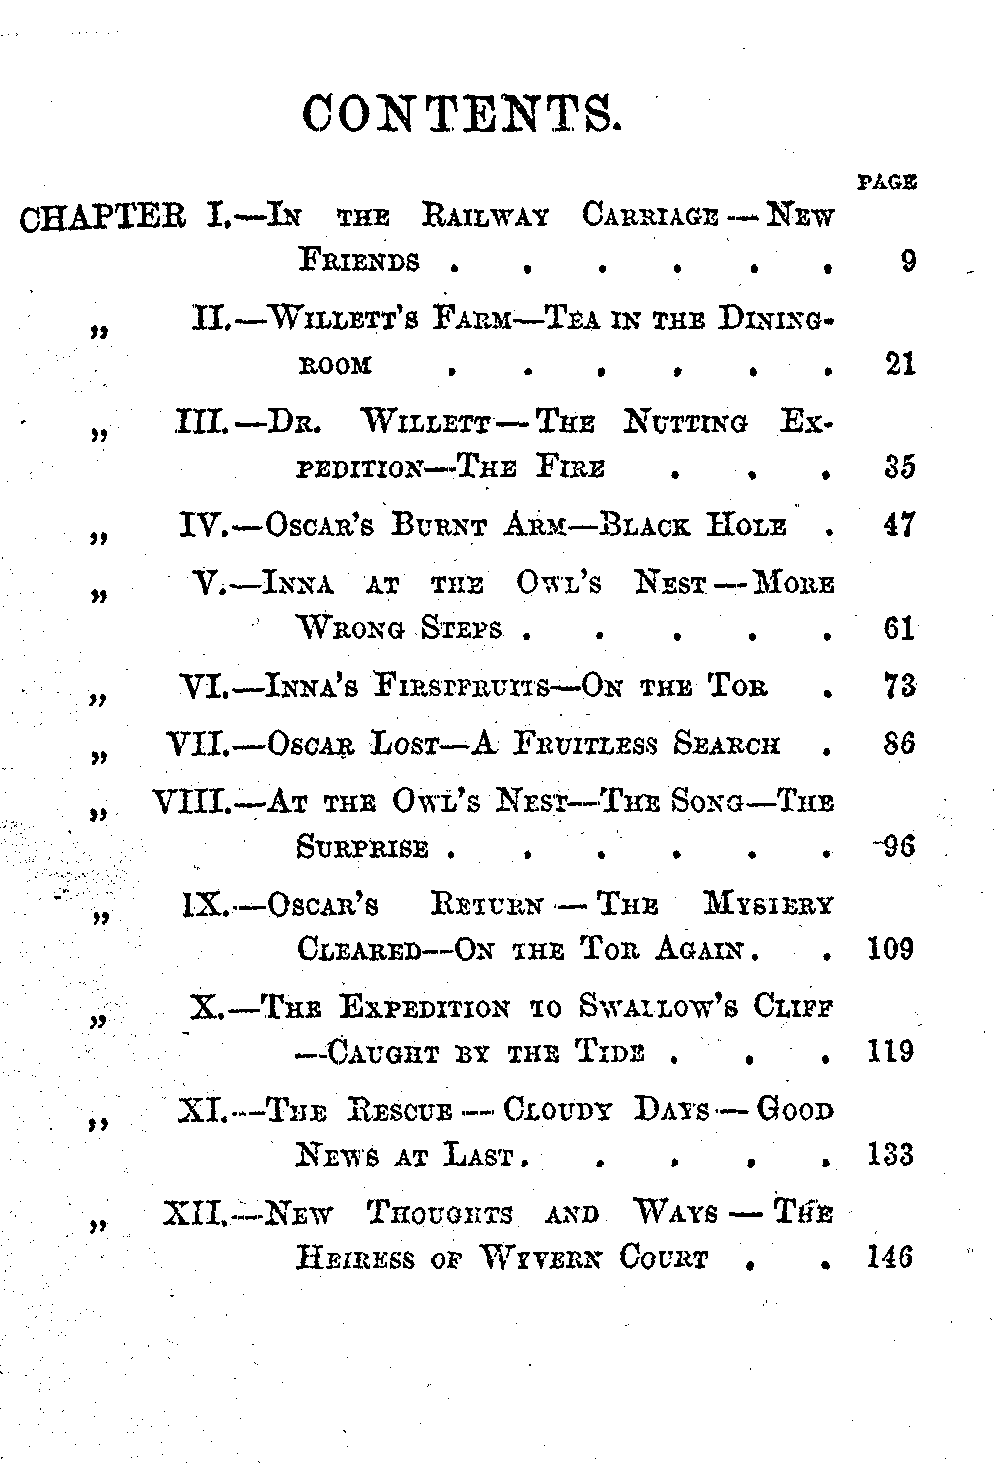 CONTENTS.
PAGE
CHAPTER I.—In the Railway Carriage — New
Friends . . . . . . 9
„ II.—Willett's Farm—Tea in the Dining-
room . . . . . . 21
„ III.—Dr. Willett—The Nutting Ex-
pedition—The Fire . . . 35
„ IV.—Oscar's Burnt Arm—Black Hole . 47
„ V.—Inna at the Owl's Nest — More
Wrong Steps . . . . . 61
„ VI.—Inna's Firstfruits—On the Tor . 73
„ VII.—Oscar Lost—A Fruitless Search . 86
„ VIII.—At the Owl's Nest—The Song—The
Surprise . . . . . . 96
„ IX.—Oscar's Return — The Mystery
Cleared—On the Tor Again. . 109
„ X.—The Expedition to Swallow's Cliff
—Caught by the Tide . . . 119
„ XI.—The Rescue — Cloudy Days — Good
News at Last. . . . . 133
„ XII.—New Thoughts and Ways — The
Heiress of Wyvern Court . . 146